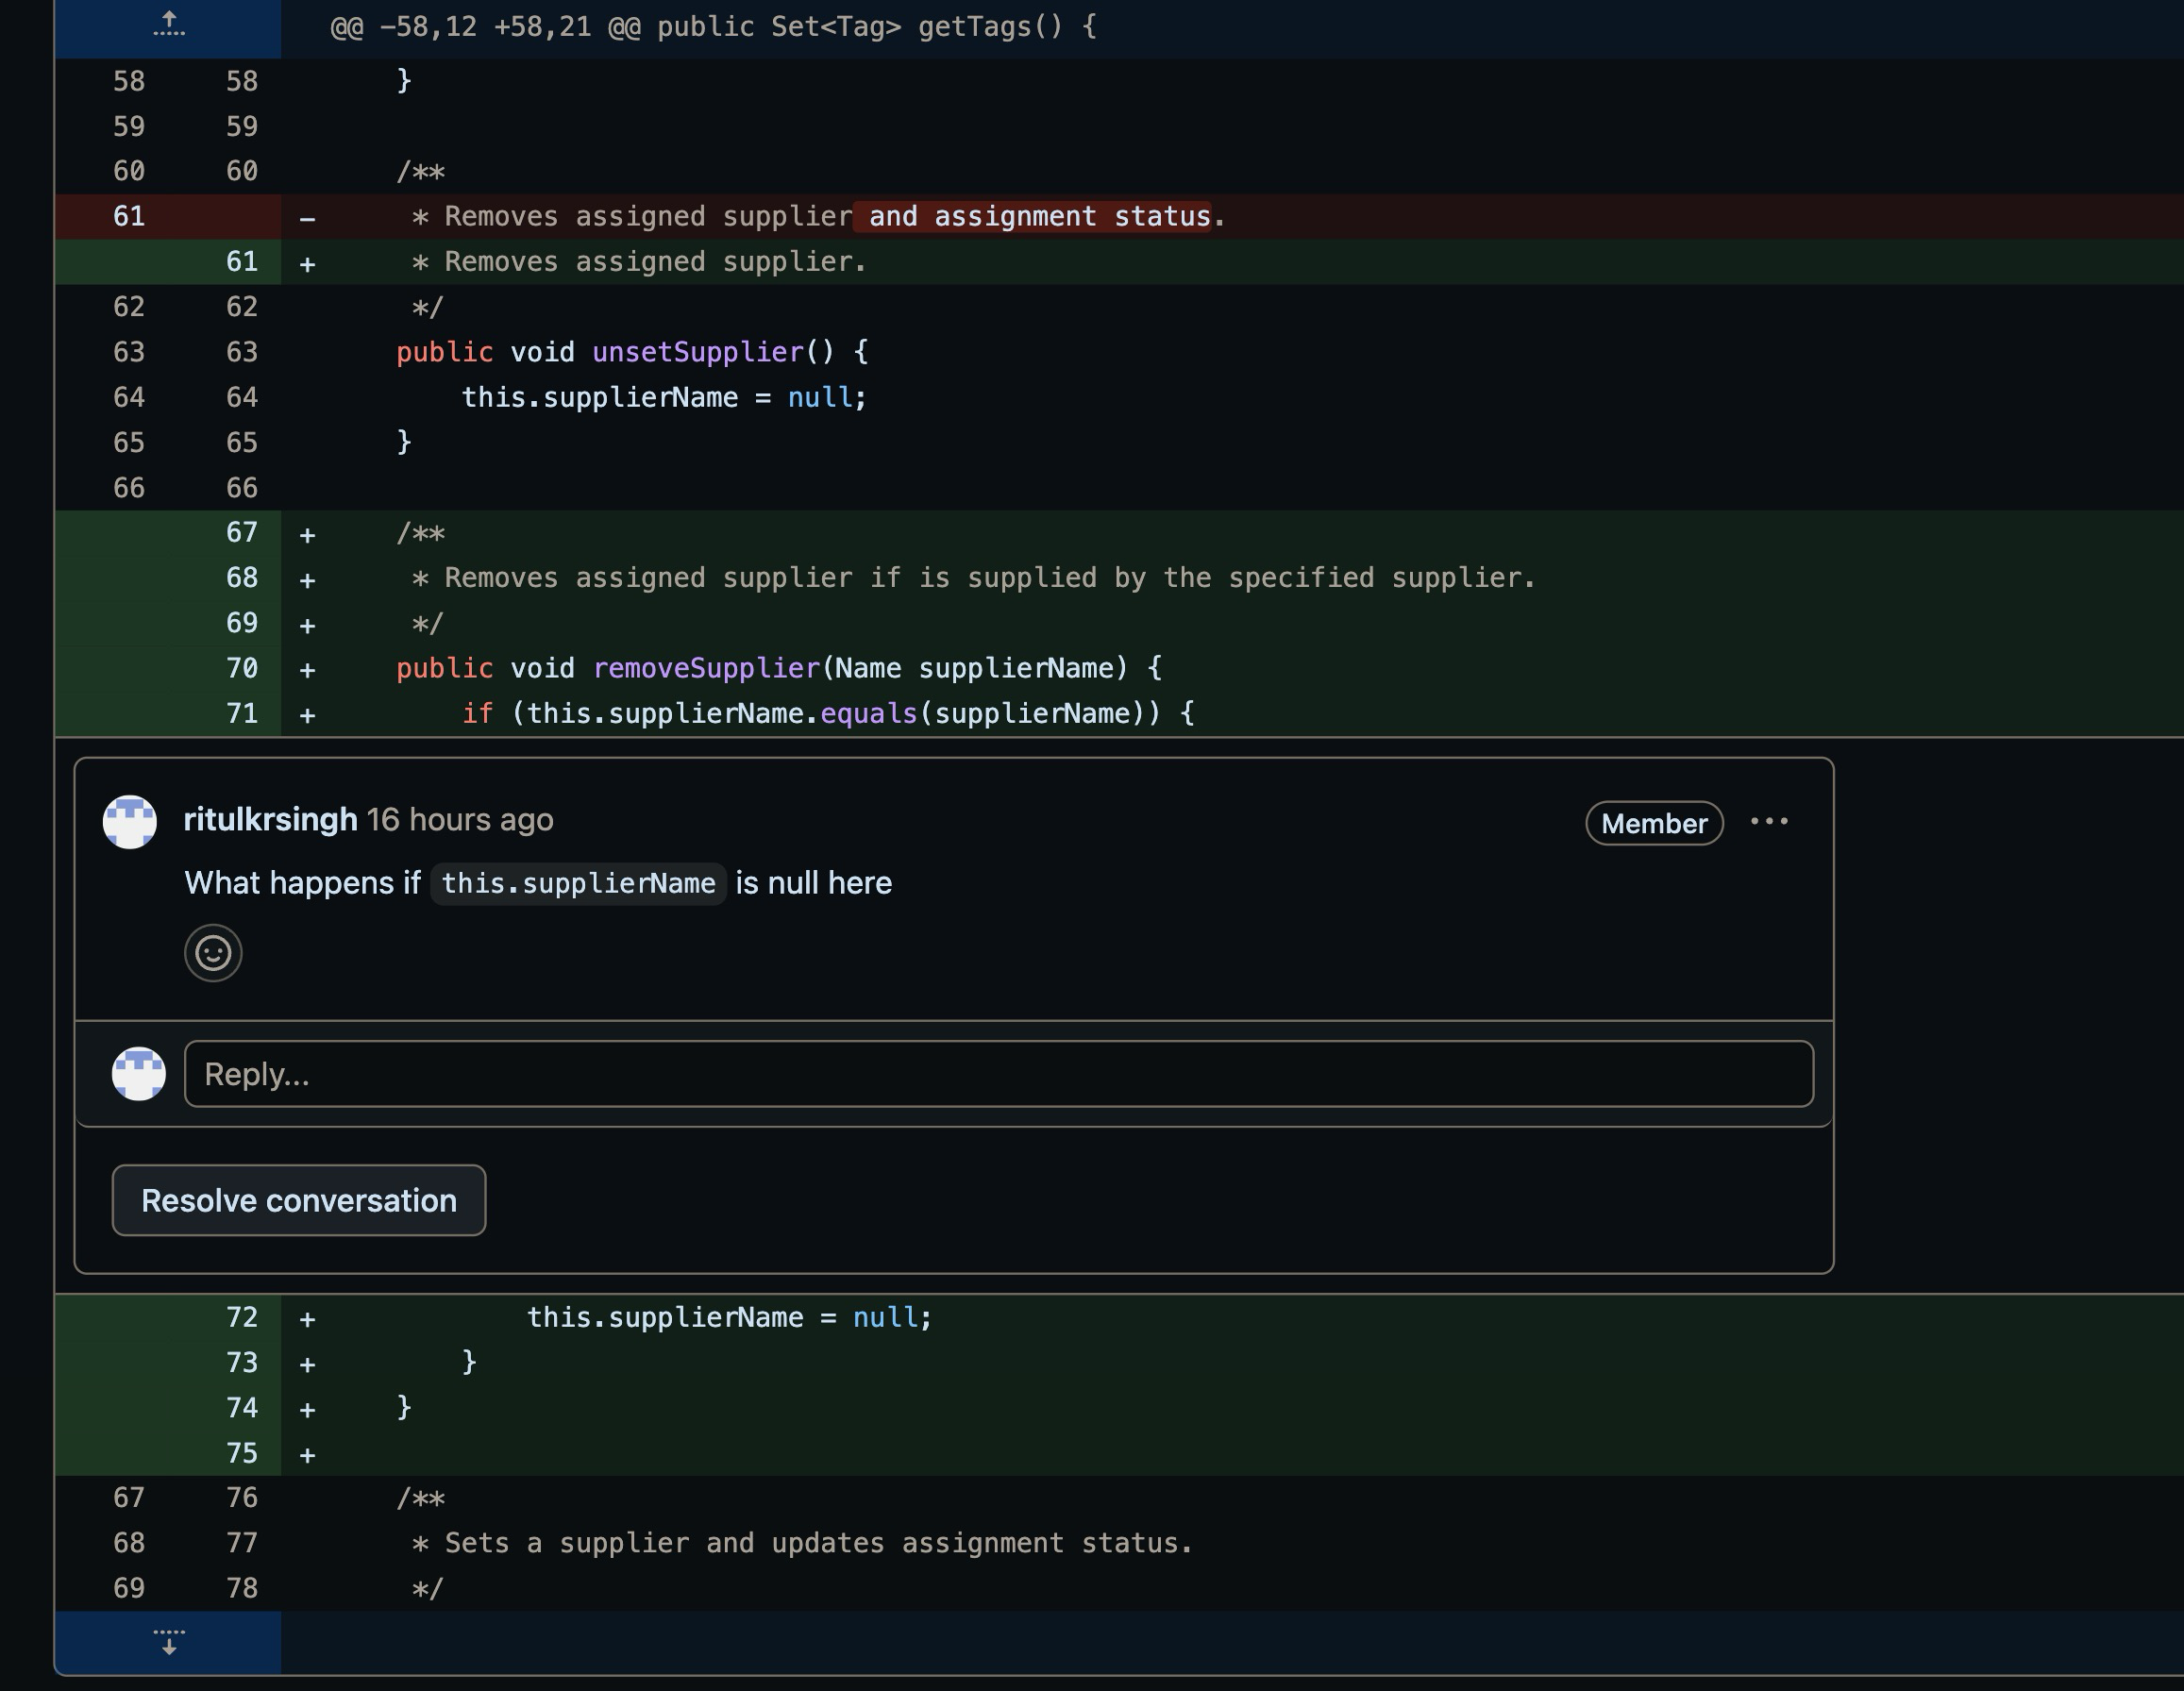 @@ -58,12 +58,21 @@ public Set<Tag> getTags() {
58 58 }
59 59
60 60 /**
61 - * Removes assigned supplier and assignment status.
61 + * Removes assigned supplier.
62 62 */
63 63 public void unsetSupplier() {
64 64 this.supplierName = null;
65 65 }
66 66
67 + /**
68 + * Removes assigned supplier if is supplied by the specified supplier.
69 + */
70 + public void removeSupplier(Name supplierName) {
71 + if (this.supplierName.equals(supplierName)) {
ritulkrsingh 16 hours ago Member ...
What happens if this.supplierName is null here
Reply...
Resolve conversation
72 + this.supplierName = null;
73 + }
74 + }
75 +
67 76 /**
68 77 * Sets a supplier and updates assignment status.
69 78 */